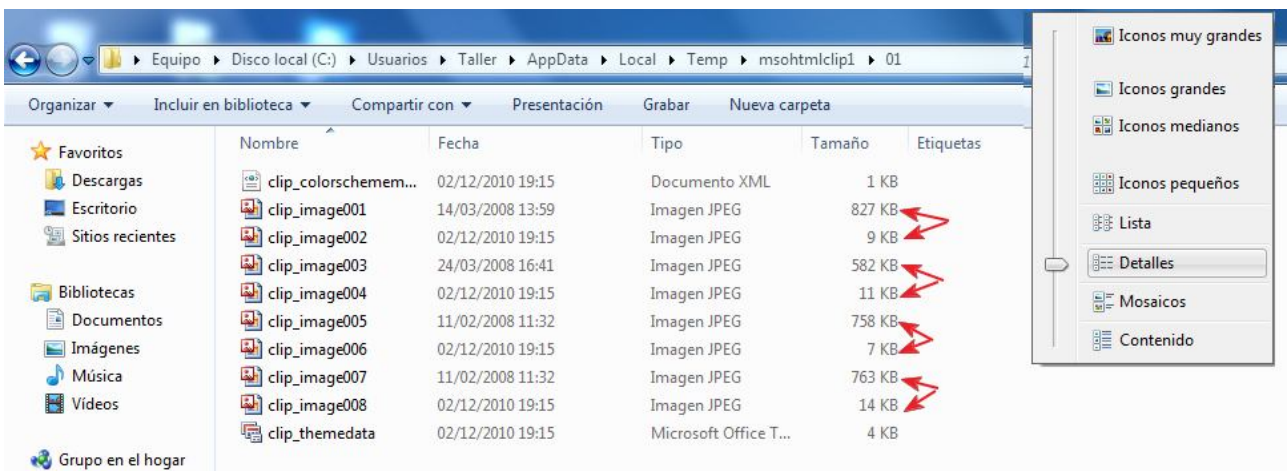 Equipo ▸ Disco local (C:) ▸ Usuarios ▸ Taller ▸ AppData ▸ Local ▸ Temp ▸ msohtmlclip1 ▸ 01
Organizar Incluir en biblioteca Compartir con Presentación Grabar Nueva carpeta
Favoritos
Descargas
Escritorio
Sitios recientes
Bibliotecas
Documentos
Imágenes
Música
Vídeos
Grupo en el hogar
Nombre Fecha Tipo Tamaño Etiquetas
clip_colorschemem... 02/12/2010 19:15 Documento XML 1 KB
clip_image001 14/03/2008 13:59 Imagen JPEG 827 KB
clip_image002 02/12/2010 19:15 Imagen JPEG 9 KB
clip_image003 24/03/2008 16:41 Imagen JPEG 582 KB
clip_image004 02/12/2010 19:15 Imagen JPEG 11 KB
clip_image005 11/02/2008 11:32 Imagen JPEG 758 KB
clip_image006 02/12/2010 19:15 Imagen JPEG 7 KB
clip_image007 11/02/2008 11:32 Imagen JPEG 763 KB
clip_image008 02/12/2010 19:15 Imagen JPEG 14 KB
clip_themedata 02/12/2010 19:15 Microsoft Office T... 4 KB
Iconos muy grandes
Iconos grandes
Iconos medianos
Iconos pequeños
Lista
Detalles
Mosaicos
Contenido